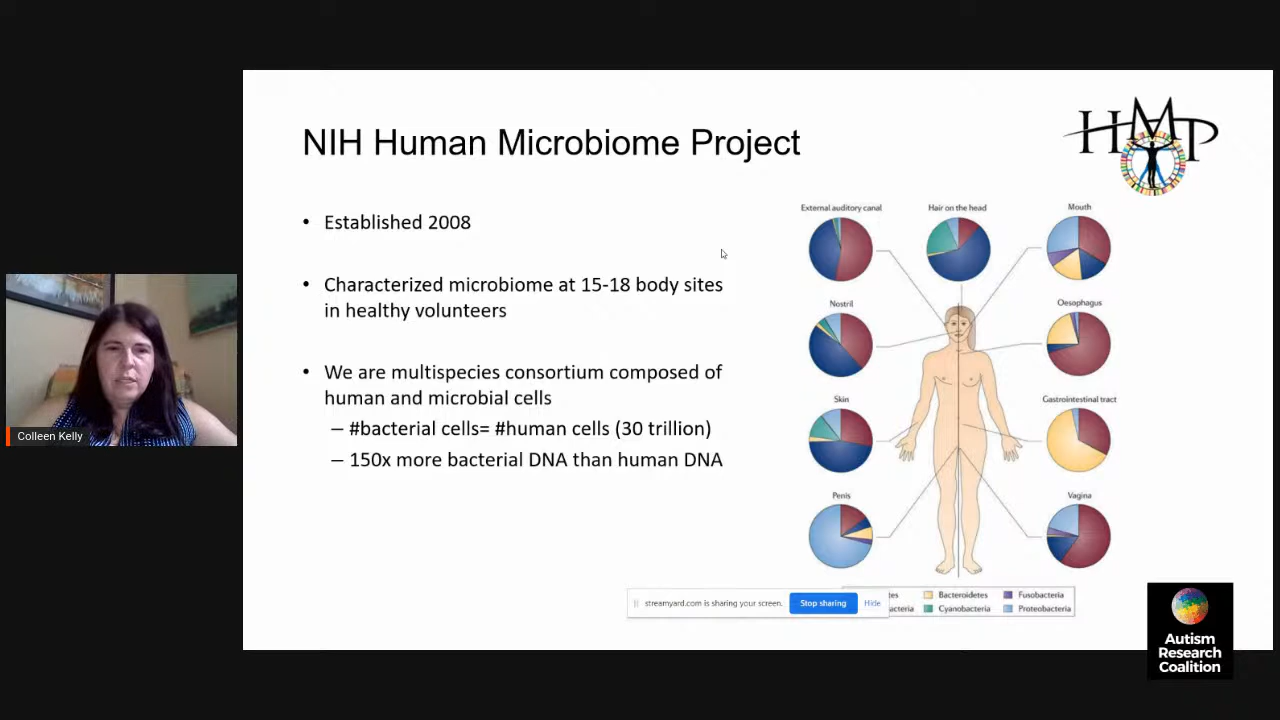 NIH Human Microbiome Project
HMP
• Established 2008
• Characterized microbiome at 15-18 body sites
in healthy volunteers
• We are multispecies consortium composed of
human and microbial cells
– #bacterial cells= #human cells (30 trillion)
– 150x more bacterial DNA than human DNA
External auditory canal
Hair on the head
Mouth
Nostril
Oesophagus
Skin
Gastrointestinal tract
Penis
Vagina
Bacteroidetes
Fusobacteria
Cyanobacteria
Proteobacteria
streamyard.com is sharing your screen.
Stop sharing
Hide
Colleen Kelly
Autism
Research
Coalition